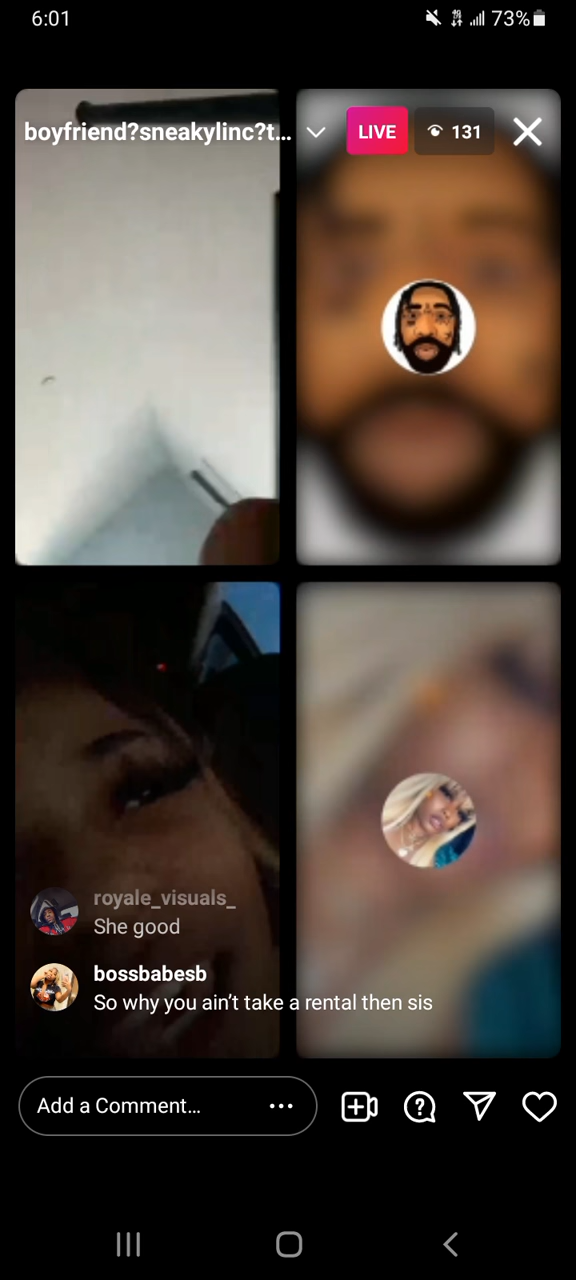 6:01
73%
boyfriend?sneakylinc?t...
LIVE
131
royale_visuals_
She good
bossbabesb
So why you ain't take a rental then sis
Add a Comment...